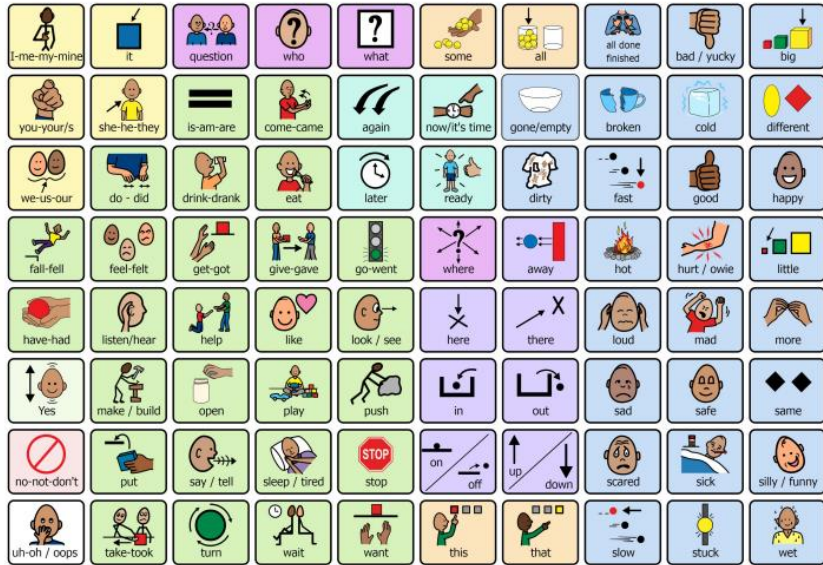 I-me-my-mine
it
question
who
what
some
all
all done
finished
bad / yucky
big
you-your/s
she-he-they
is-am-are
come-came
again
now/it's time
gone/empty
broken
cold
different
we-us-our
do - did
drink-drank
eat
later
ready
dirty
fast
good
happy
fall-fell
feel-felt
get-got
give-gave
go-went
where
away
hot
hurt / owie
little
have-had
listen/hear
help
like
look / see
here
there
loud
mad
more
Yes
make / build
open
play
push
in
out
sad
safe
same
no-not-don't
put
say / tell
sleep / tired
STOP
stop
on
off
up
down
scared
sick
silly / funny
uh-oh / oops
take-took
turn
wait
want
this
that
slow
stuck
wet